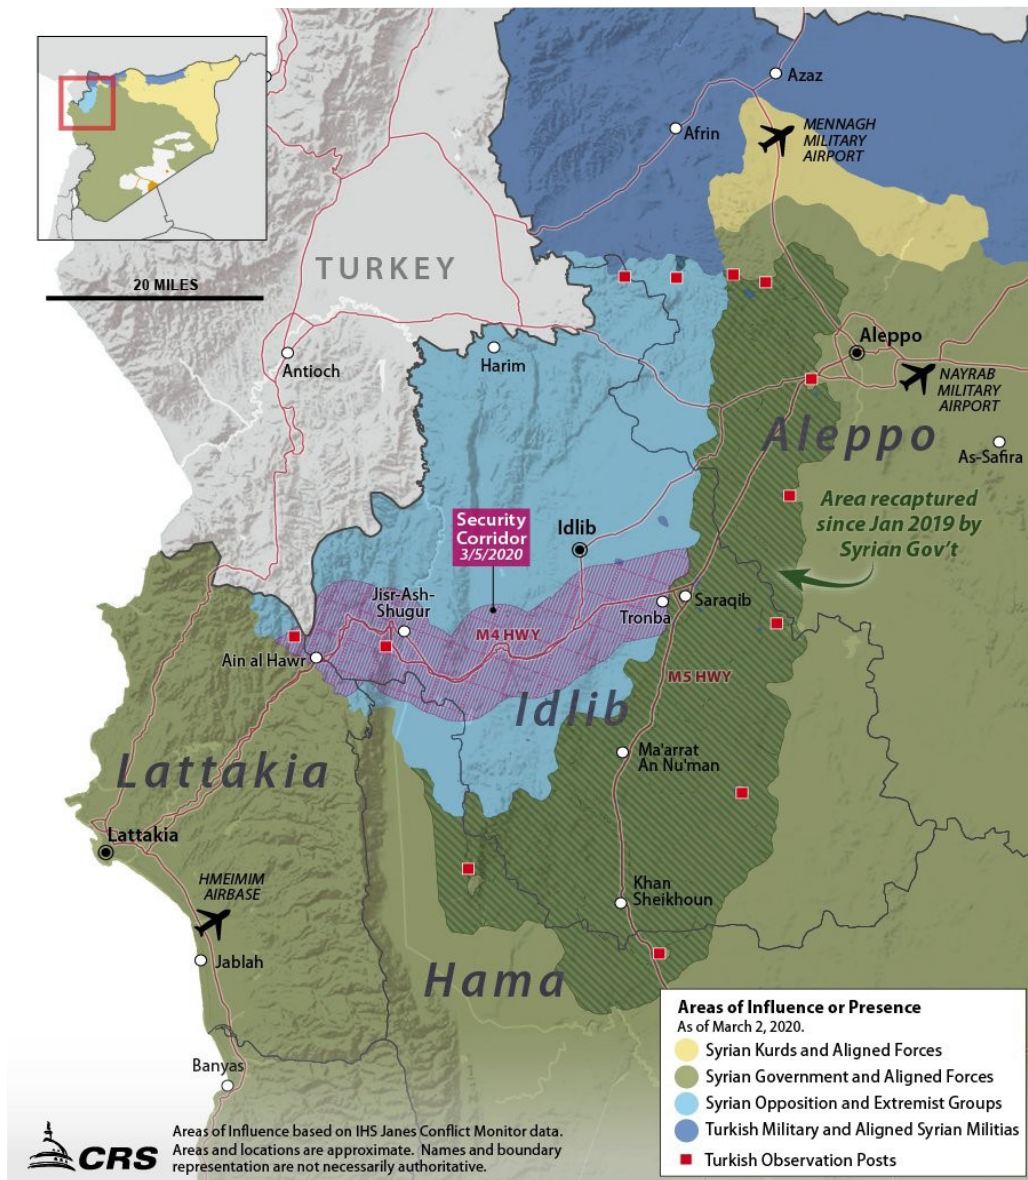 Azaz
Afrin
MENNAGH
MILITARY
AIRPORT
TURKEY
20 MILES
Antioch
Harim
Aleppo
NAYRAB
MILITARY
AIRPORT
Aleppo
As-Safira
Area recaptured
since Jan 2019 by
Syrian Gov't
Security
Corridor
3/5/2020
Idlib
Jisr-Ash-
Shugur
Saraqib
Tronba
M4 HWY
Ain al Hawr
M5 HWY
Idlib
Ma'arrat
An Nu'man
Lattakia
Lattakia
HMEIMIM
AIRBASE
Khan
Sheikhoun
Jablah
Hama
Banyas
Areas of Influence or Presence
As of March 2, 2020.
Syrian Kurds and Aligned Forces
Syrian Government and Aligned Forces
Syrian Opposition and Extremist Groups
Turkish Military and Aligned Syrian Militias
Turkish Observation Posts
CRS
Areas of Influence based on IHS Janes Conflict Monitor data.
Areas and locations are approximate. Names and boundary
representation are not necessarily authoritative.